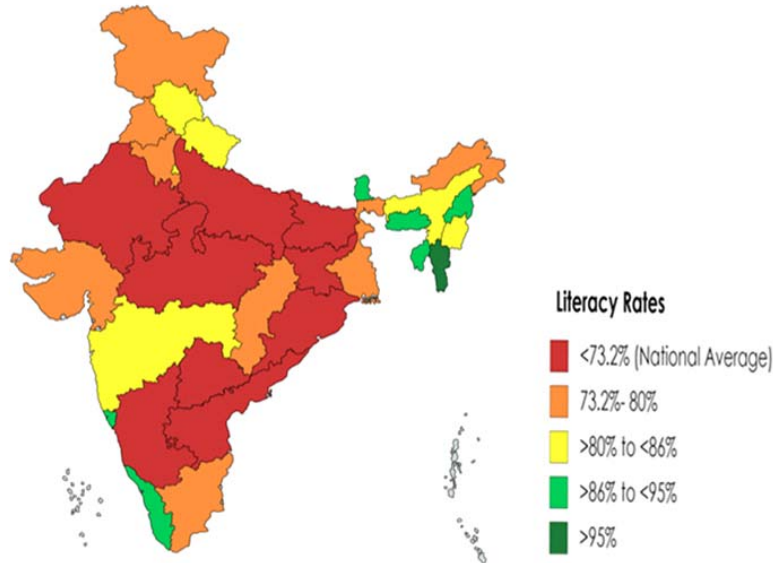 Literacy Rates
<73.2% (National Average)
73.2%- 80%
>80% to <86%
>86% to <95%
>95%